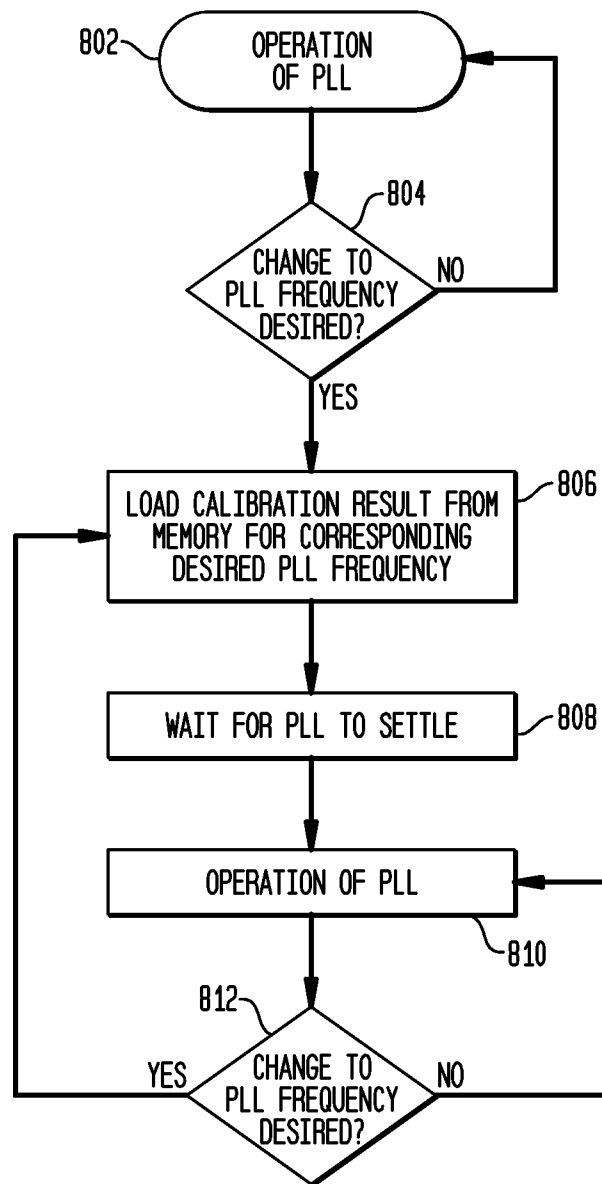 802
OPERATION
OF PLL
804
CHANGE TO
PLL FREQUENCY
DESIRED?
NO
YES
LOAD CALIBRATION RESULT FROM
MEMORY FOR CORRESPONDING
DESIRED PLL FREQUENCY
806
WAIT FOR PLL TO SETTLE
808
OPERATION OF PLL
810
812
YES
CHANGE TO
PLL FREQUENCY
DESIRED?
NO